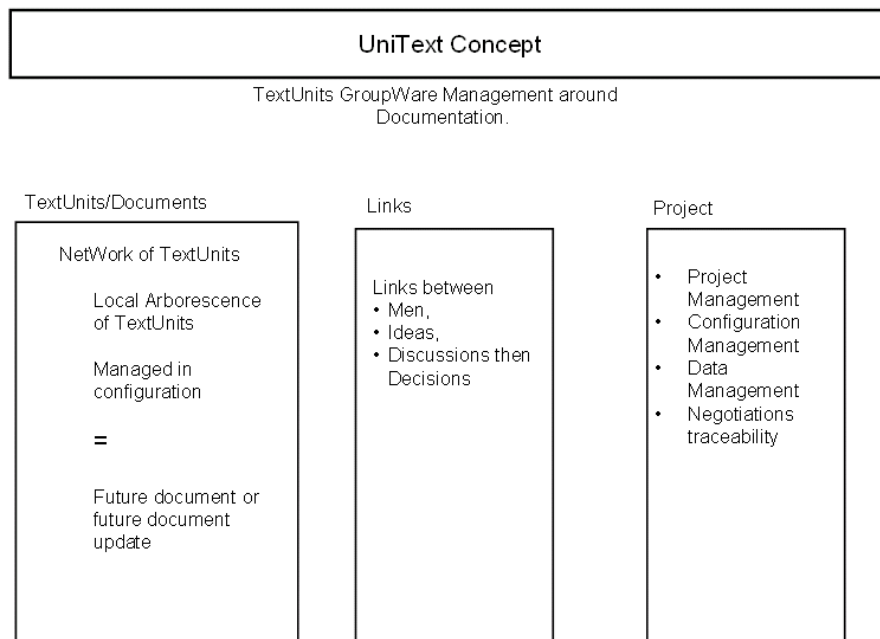 UniText Concept
TextUnits GroupWare Management around
Documentation.
TextUnits/Documents
NetWork of TextUnits
Local Arborescence
of TextUnits
Managed in
configuration
=
Future document or
future document
update
Links
Links between
• Men,
• Ideas,
• Discussions then
Decisions
Project
• Project
Management
• Configuration
Management
• Data
Management
• Negotiations
traceability